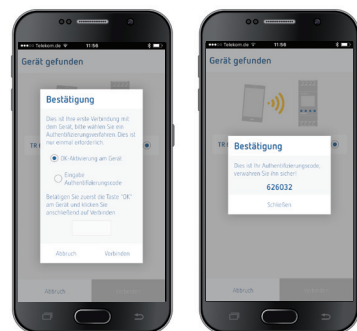 Telekom.de 11:56
Gerät gefunden
Bestätigung
Dies ist Ihre erste Verbindung mit
dem Gerät, bitte wählen Sie ein
Authentifizierungsverfahren. Dies ist
nur einmal erforderlich.
OK-Aktivierung am Gerät
Eingabe
Authentifizierungscode
Betätigen Sie zuerst die Taste "OK"
am Gerät und klicken Sie
anschließend auf Verbinden
Abbruch Verbinden
Abbruch
Telekom.de 11:56
Gerät gefunden
Bestätigung
Dies ist Ihr Authentifizierungscode,
verwahren Sie ihn sicher!
626032
Schließen
Abbruch